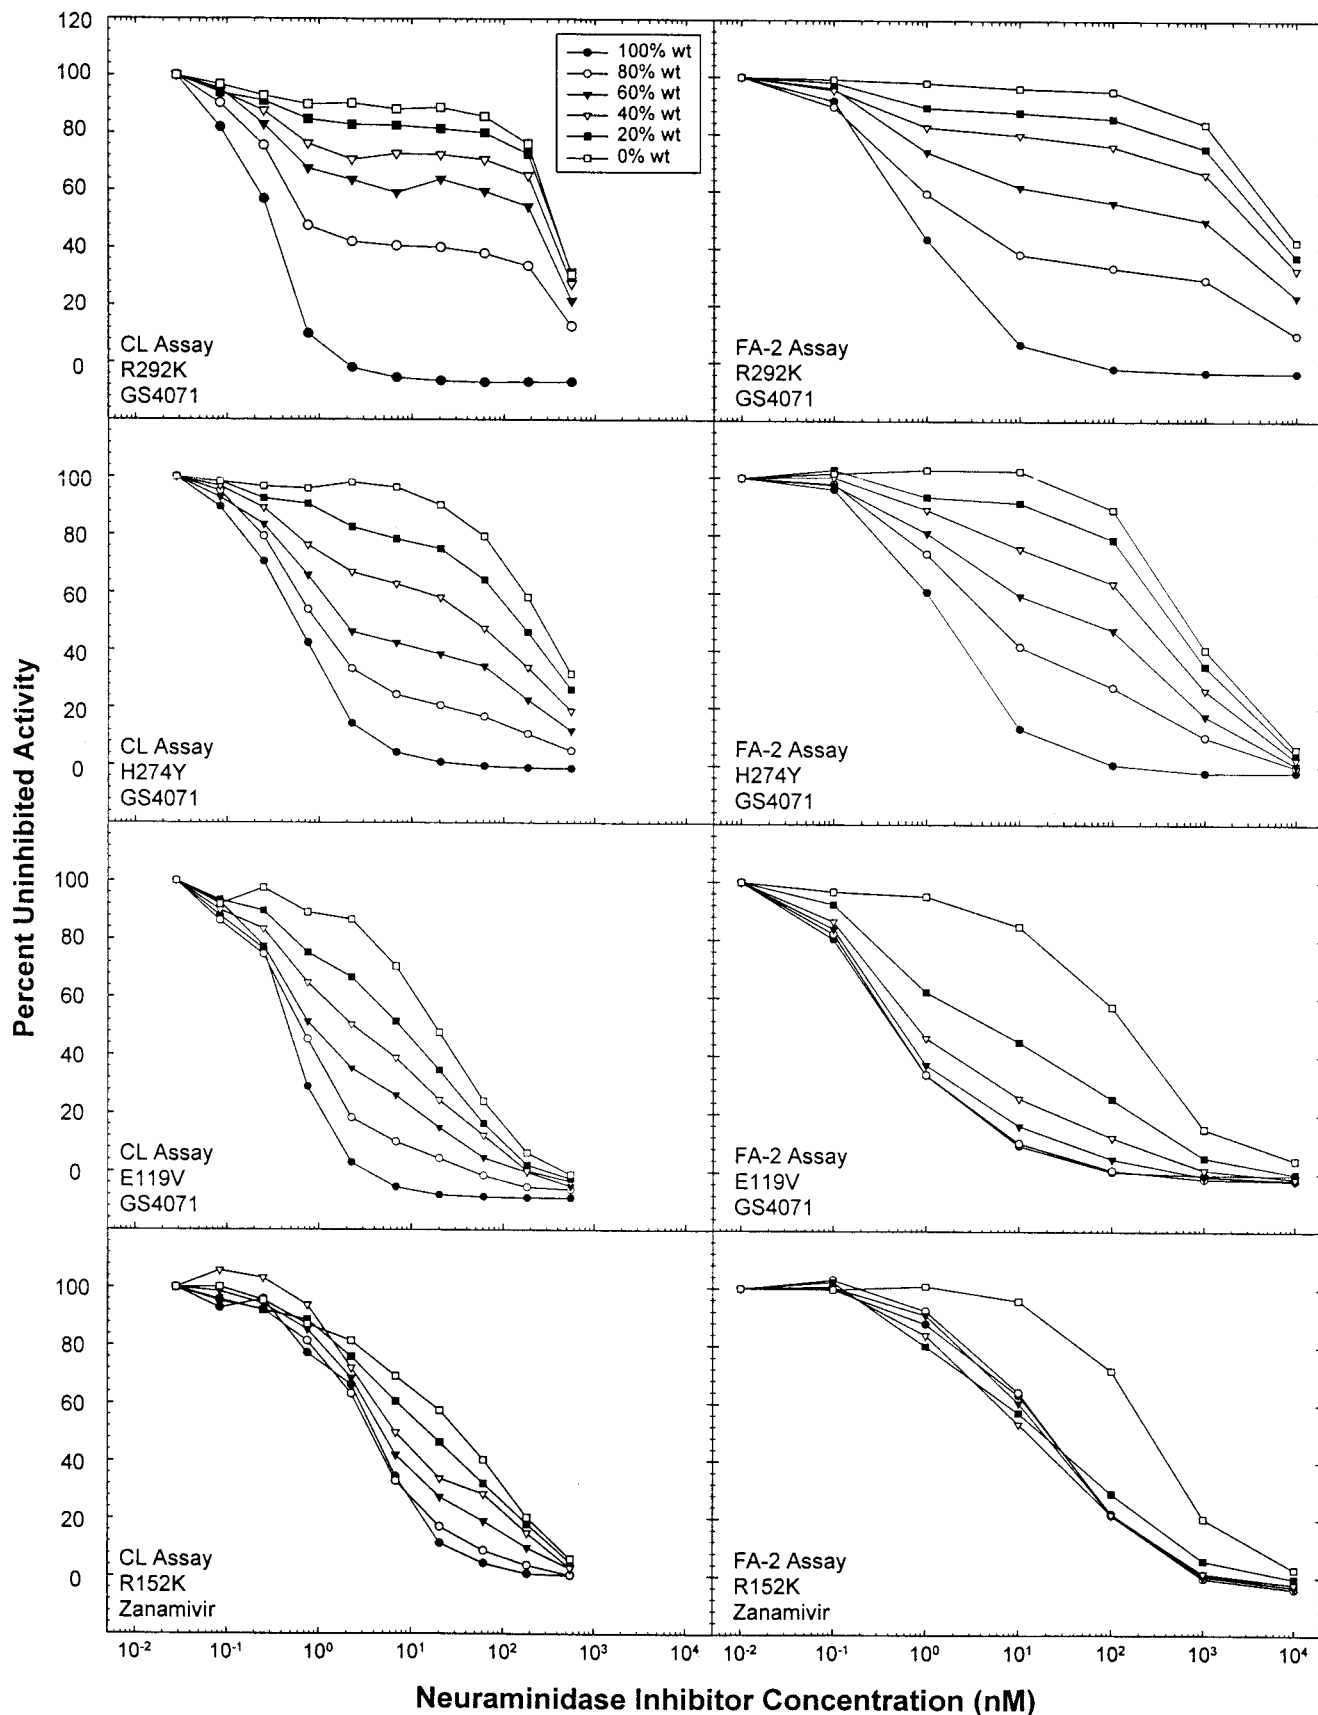 120
100
80
60
40
20
0
100% wt
80% wt
60% wt
40% wt
20% wt
0% wt
CL Assay
R292K
GS4071
FA-2 Assay
R292K
GS4071
100
80
60
40
20
0
CL Assay
H274Y
GS4071
FA-2 Assay
H274Y
GS4071
100
80
60
40
20
0
CL Assay
E119V
GS4071
FA-2 Assay
E119V
GS4071
100
80
60
40
20
0
CL Assay
R152K
Zanamivir
FA-2 Assay
R152K
Zanamivir
Percent Uninhibited Activity
10⁻² 10⁻¹ 10⁰ 10¹ 10² 10³ 10⁴
10⁻² 10⁻¹ 10⁰ 10¹ 10² 10³ 10⁴
Neuraminidase Inhibitor Concentration (nM)